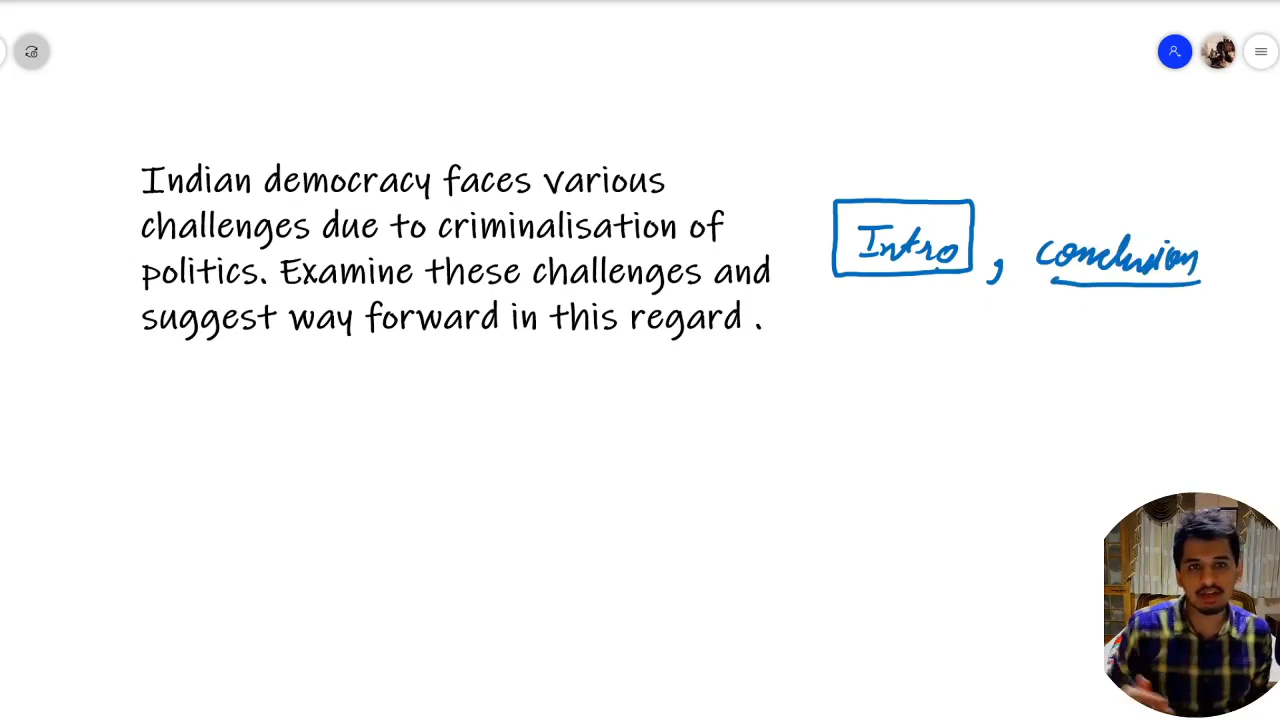 Indian democracy faces various
challenges due to criminalisation of
politics. Examine these challenges and
suggest way forward in this regard .
Intro , conclusion